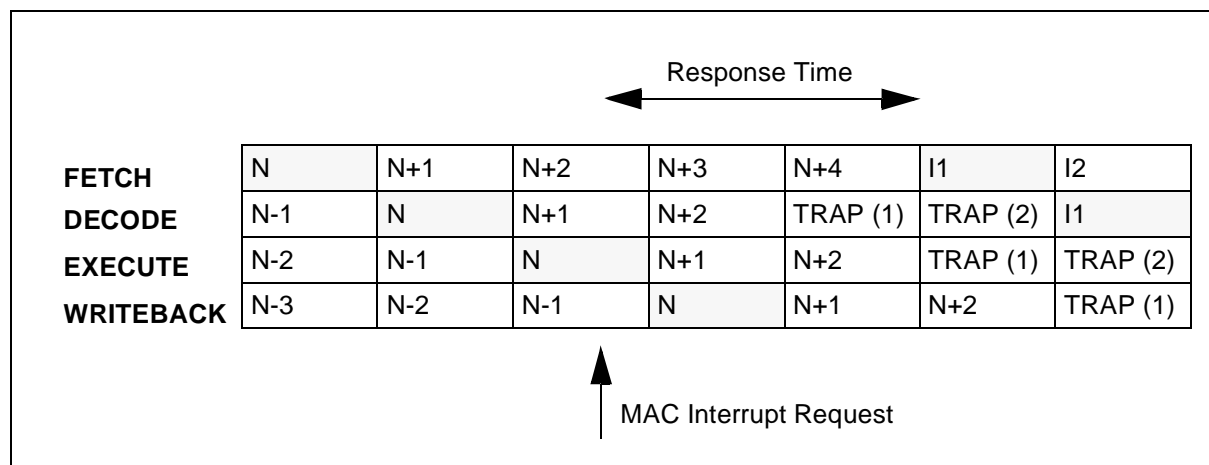 Response Time
FETCH N N+1 N+2 N+3 N+4 I1 I2
DECODE N-1 N N+1 N+2 TRAP (1) TRAP (2) I1
EXECUTE N-2 N-1 N N+1 N+2 TRAP (1) TRAP (2)
WRITEBACK N-3 N-2 N-1 N N+1 N+2 TRAP (1)
MAC Interrupt Request